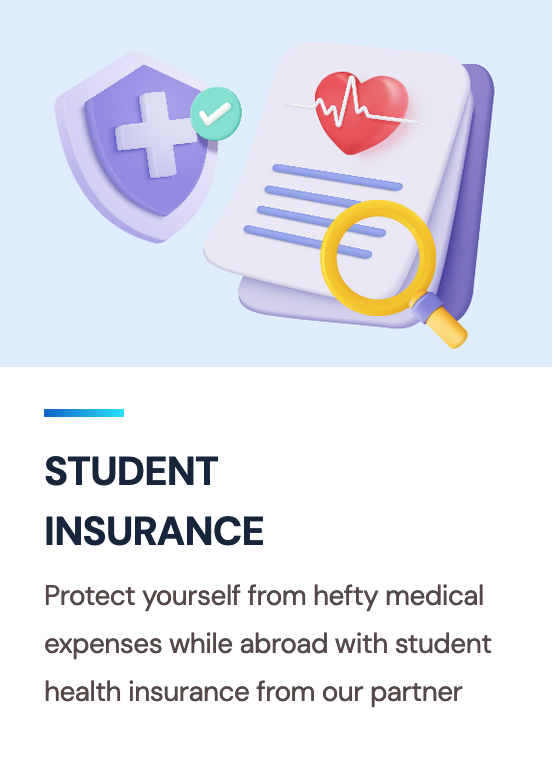 STUDENT
INSURANCE
Protect yourself from hefty medical
expenses while abroad with student
health insurance from our partner